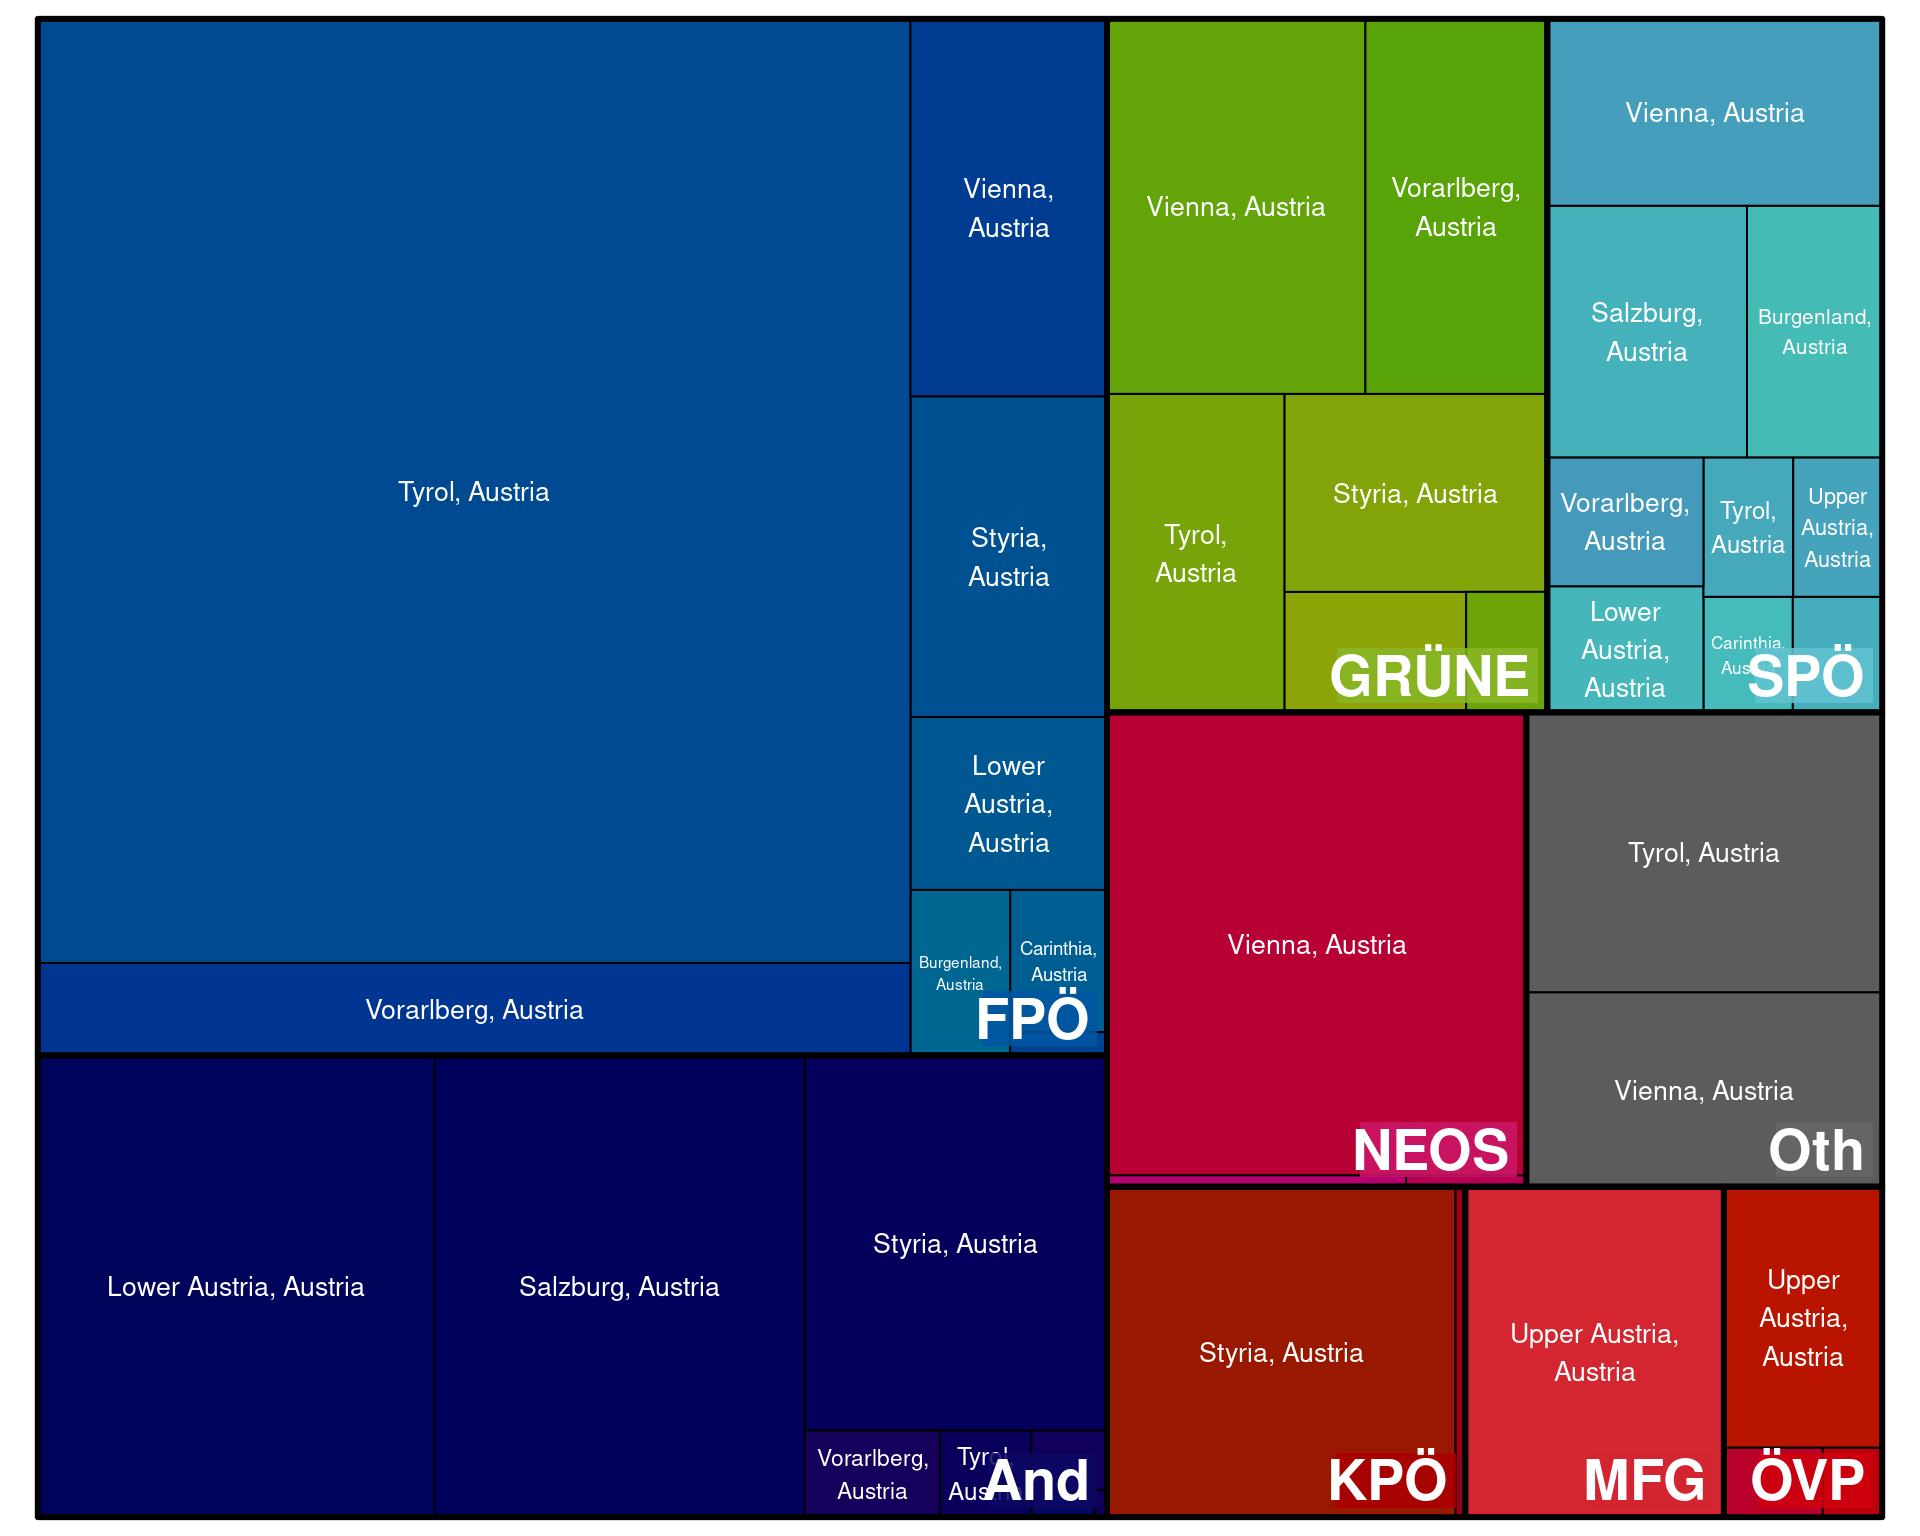 Tyrol, Austria
Vorarlberg, Austria
Vienna,
Austria
Styria,
Austria
Lower
Austria,
Austria
Burgenland,
Austria
Carinthia,
Austria
FPÖ
Lower Austria, Austria
Salzburg, Austria
Styria, Austria
Vorarlberg,
Austria
Tyrol,
And
Vienna, Austria
Vorarlberg,
Austria
Tyrol,
Austria
Styria, Austria
GRÜNE
Vienna, Austria
Salzburg,
Austria
Burgenland,
Austria
Vorarlberg,
Austria
Tyrol,
Austria
Upper
Austria,
Austria
Lower
Austria,
Austria
Carinthia,
SPÖ
Vienna, Austria
NEOS
Tyrol, Austria
Vienna, Austria
Oth
Styria, Austria
KPÖ
Upper Austria,
Austria
MFG
Upper
Austria,
Austria
ÖVP